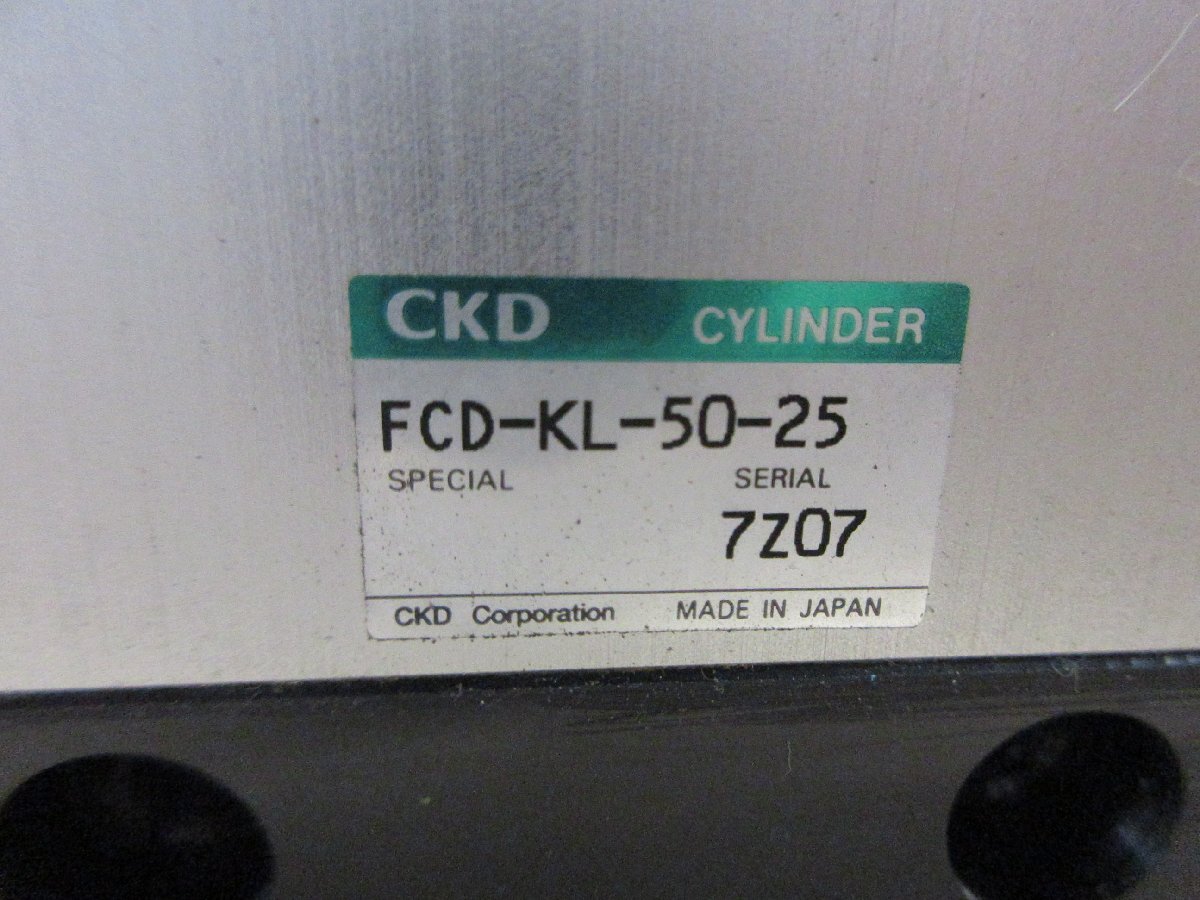 CKD CYLINDER
FCD-KL-50-25
SPECIAL SERIAL
7Z07
CKD Corporation MADE IN JAPAN